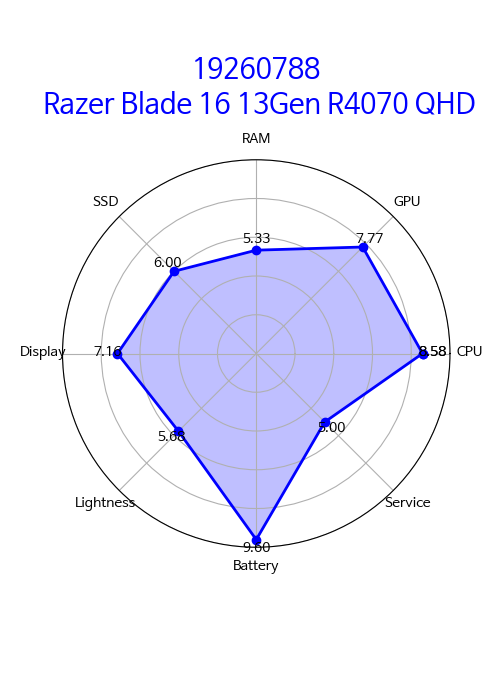 19260788
Razer Blade 16 13Gen R4070 QHD
RAM
SSD
GPU
5.33
7.77
6.00
Display
7.16
8.58
CPU
5.68
5.00
Lightness
Service
9.60
Battery